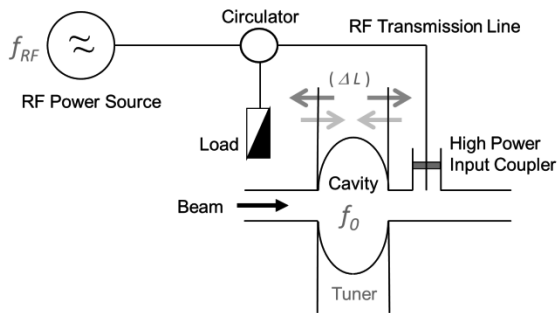 Circulator
RF Transmission Line
f_RF
RF Power Source
(ΔL)
Load
High Power
Input Coupler
Cavity
Beam
f_0
Tuner